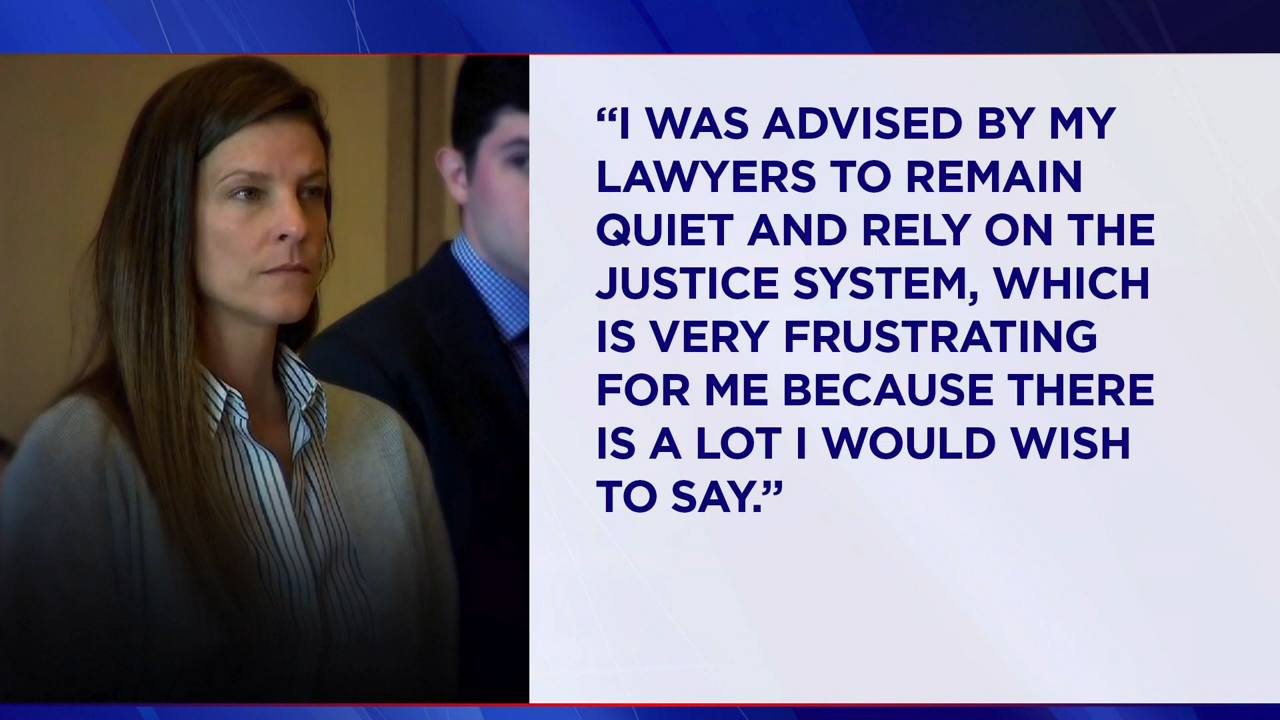 “I WAS ADVISED BY MY
LAWYERS TO REMAIN
QUIET AND RELY ON THE
JUSTICE SYSTEM, WHICH
IS VERY FRUSTRATING
FOR ME BECAUSE THERE
IS A LOT I WOULD WISH
TO SAY.”